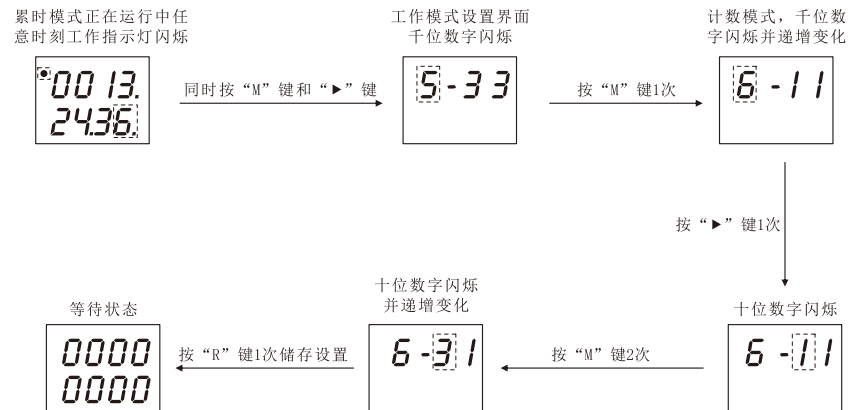 累时模式正在运行中任
意时刻工作指示灯闪烁
0013.
24.36.
同时按“M”键和“▶”键
工作模式设置界面
千位数字闪烁
5-33
按“M”键1次
计数模式，千位数
字闪烁并递增变化
6-11
按“▶”键1次
十位数字闪烁
6-11
按“M”键2次
十位数字闪烁
并递增变化
6-31
按“R”键1次储存设置
等待状态
0000
0000